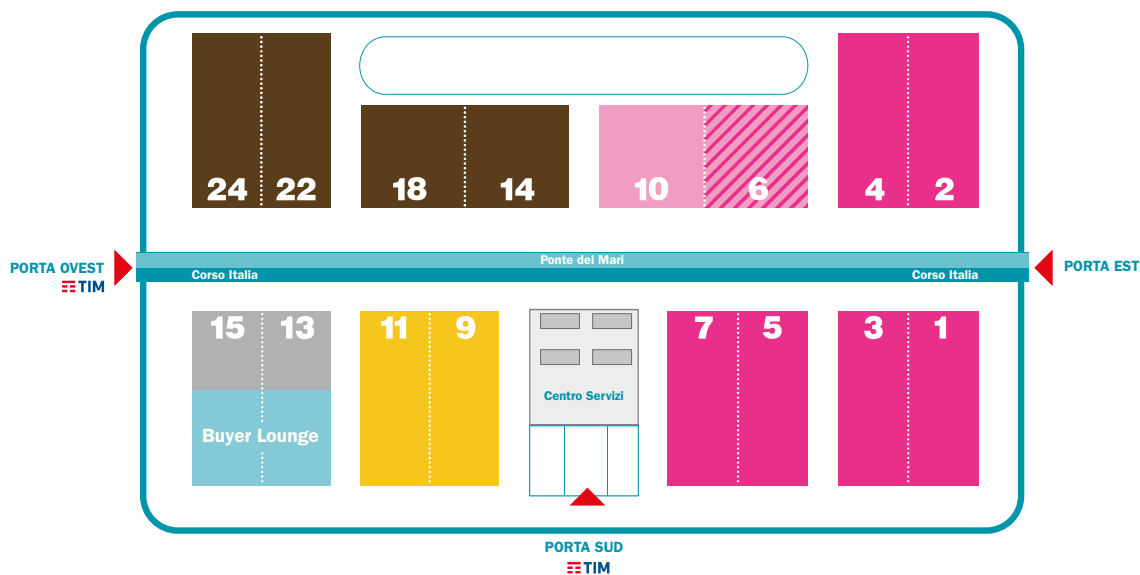 24 22
18 14
10 6
4 2
PORTA OVEST
TIM
Ponte dei Mari
Corso Italia
Corso Italia
PORTA EST
15 13
11 9
7 5
3 1
Centro Servizi
Buyer Lounge
PORTA SUD
TIM